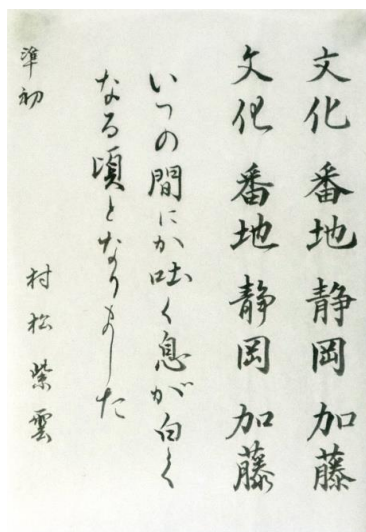 文化 番地 静岡 加藤
文化 番地 静岡 加藤
いつの間にか吐く息が白く
なる頃となりました
準初 村松紫雲